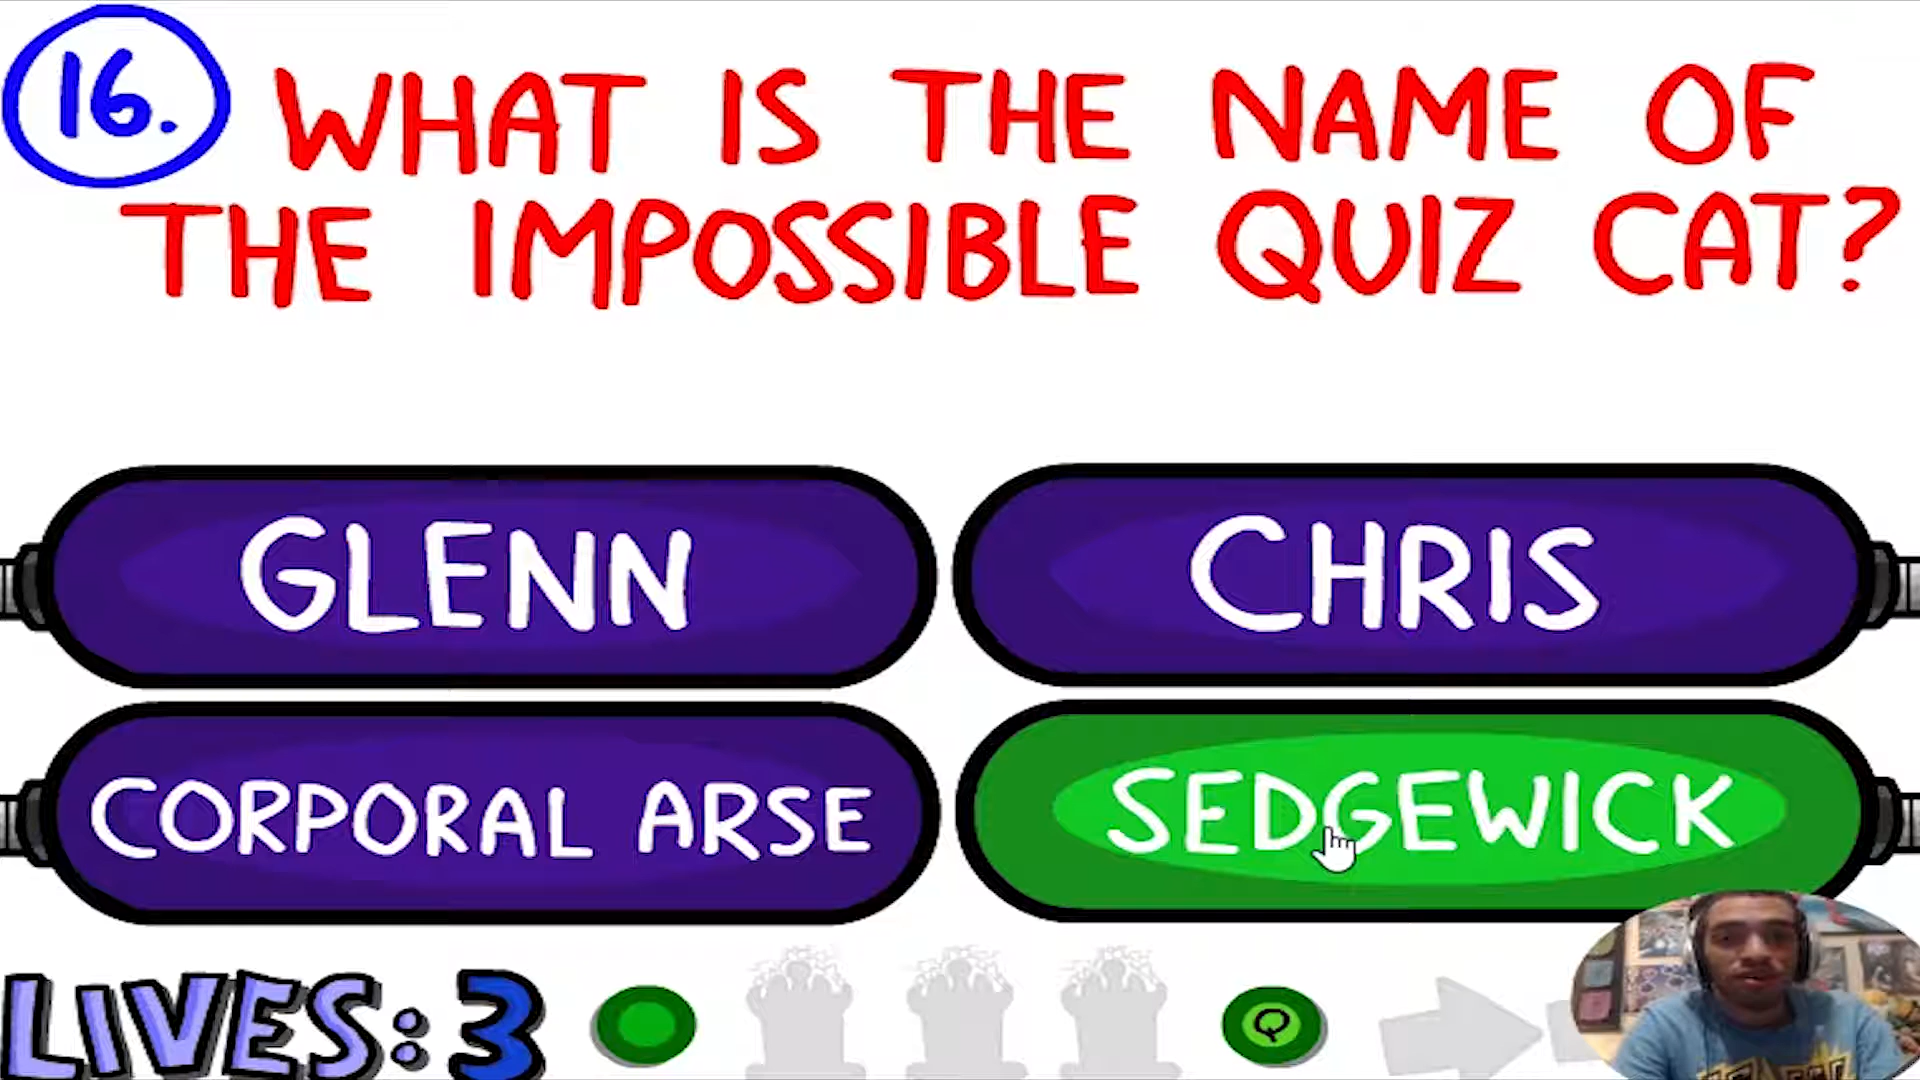 16. WHAT IS THE NAME OF
THE IMPOSSIBLE QUIZ CAT?
GLENN
CHRIS
CORPORAL ARSE
SEDGEWICK
LIVES: 3
Q